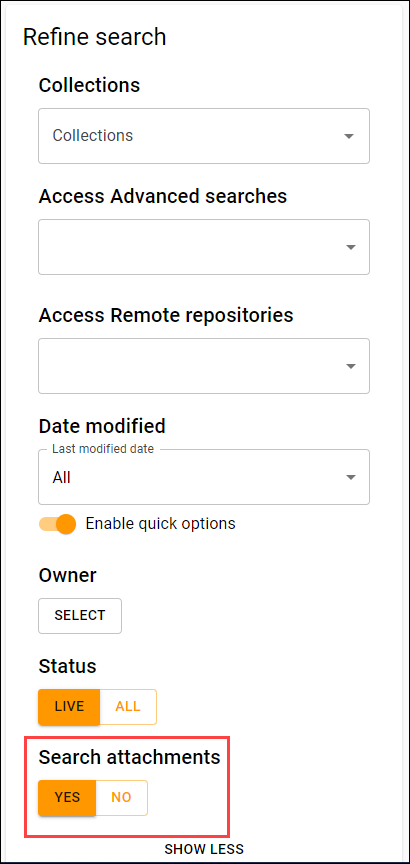 Refine search
Collections
Collections
Access Advanced searches
Access Remote repositories
Date modified
Last modified date
All
Enable quick options
Owner
SELECT
Status
LIVE ALL
Search attachments
YES NO
SHOW LESS